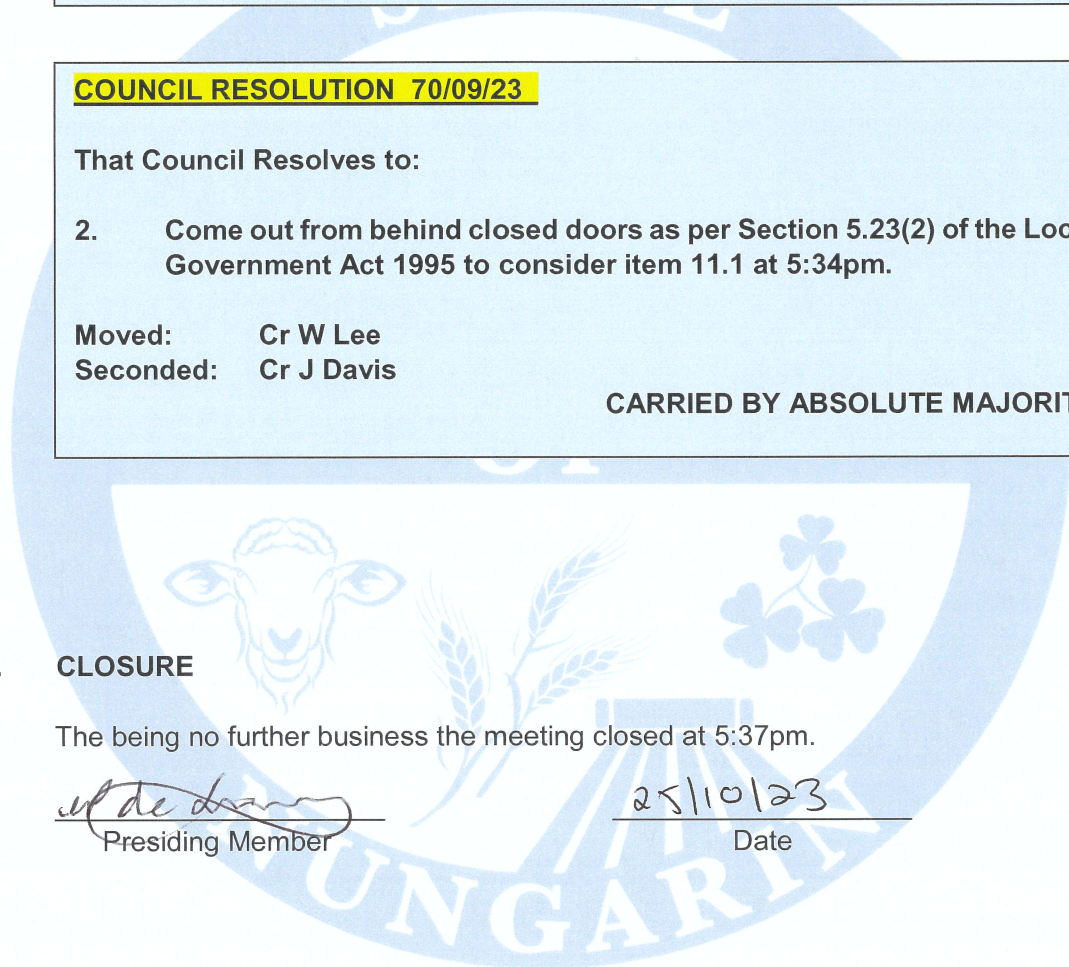 COUNCIL RESOLUTION 70/09/23
That Council Resolves to:
2. Come out from behind closed doors as per Section 5.23(2) of the Loc
Government Act 1995 to consider item 11.1 at 5:34pm.
Moved: Cr W Lee
Seconded: Cr J Davis
CARRIED BY ABSOLUTE MAJORIT
OF
CLOSURE
The being no further business the meeting closed at 5:37pm.
25/10/23
Presiding Member Date
NUNGARIN